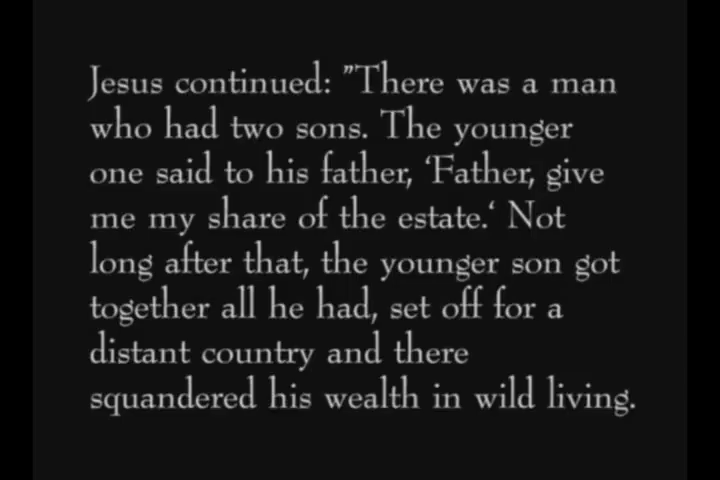 Jesus continued: "There was a man
who had two sons. The younger
one said to his father, ‘Father, give
me my share of the estate.‘ Not
long after that, the younger son got
together all he had, set off for a
distant country and there
squandered his wealth in wild living.